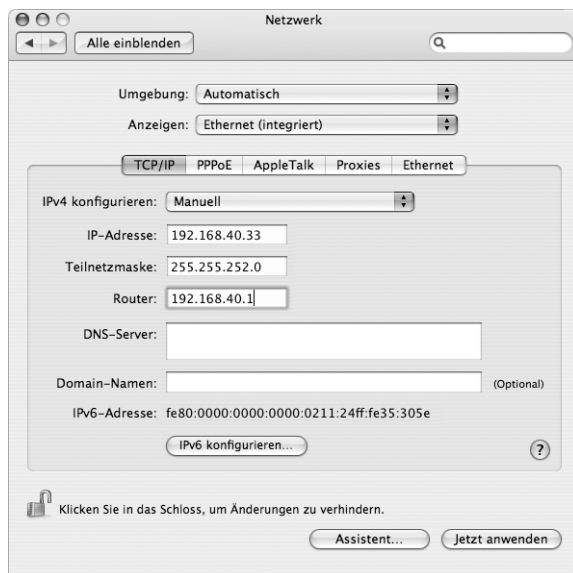 Netzwerk
Alle einblenden
Umgebung: Automatisch
Anzeigen: Ethernet (integriert)
TCP/IP PPPoE AppleTalk Proxies Ethernet
IPv4 konfigurieren: Manuell
IP-Adresse: 192.168.40.33
Teilnetzmaske: 255.255.252.0
Router: 192.168.40.1
DNS-Server:
Domain-Namen: (Optional)
IPv6-Adresse: fe80:0000:0000:0000:0211:24ff:fe35:305e
IPv6 konfigurieren... ?
Klicken Sie in das Schloss, um Änderungen zu verhindern.
Assistent... Jetzt anwenden